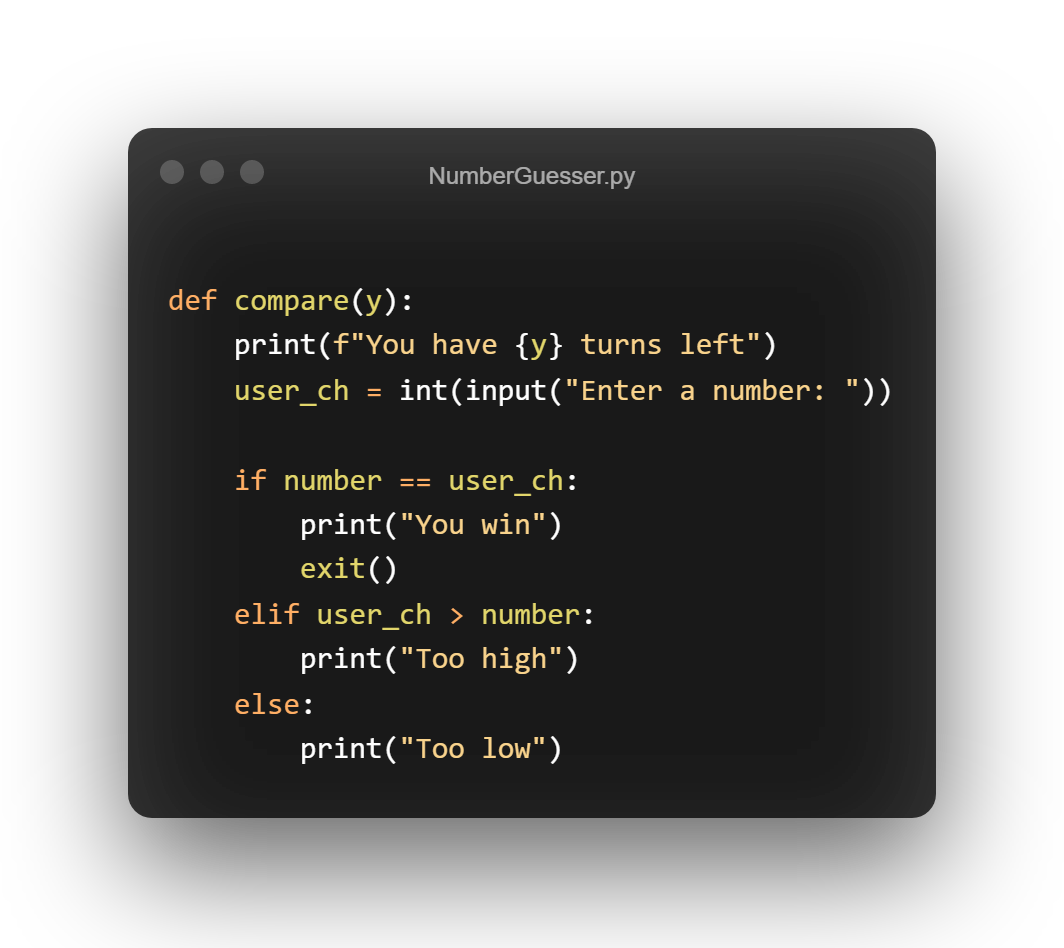 NumberGuesser.py
def compare(y):
    print(f"You have {y} turns left")
    user_ch = int(input("Enter a number: "))

    if number == user_ch:
        print("You win")
        exit()
    elif user_ch > number:
        print("Too high")
    else:
        print("Too low")